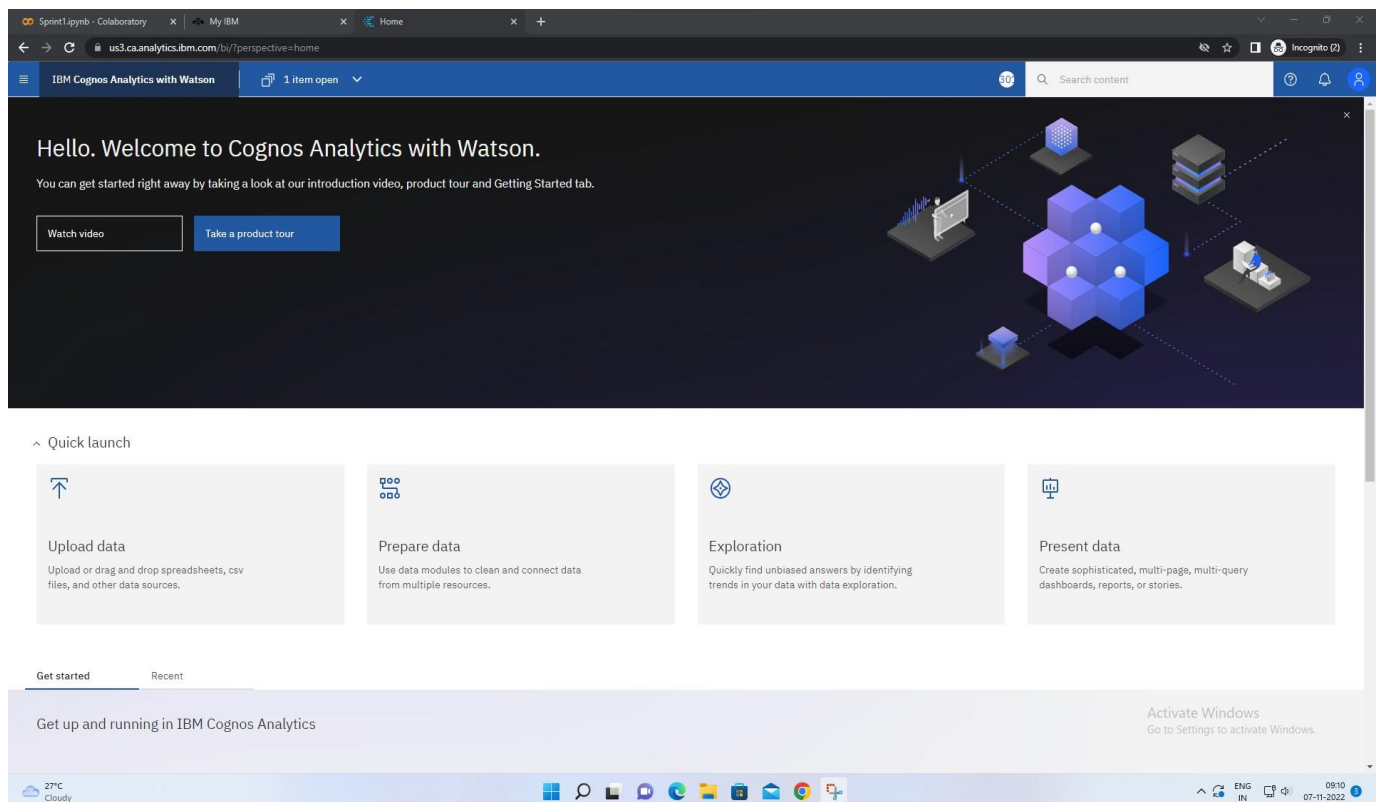 Sprint1.ipynb - Colaboratory
My IBM
Home
us3.ca.analytics.ibm.com/bi/?perspective=home
Incognito (2)
IBM Cognos Analytics with Watson
1 item open
Search content
Hello. Welcome to Cognos Analytics with Watson.
You can get started right away by taking a look at our introduction video, product tour and Getting Started tab.
Watch video
Take a product tour
Quick launch
Upload data
Upload or drag and drop spreadsheets, csv
files, and other data sources.
Prepare data
Use data modules to clean and connect data
from multiple resources.
Exploration
Quickly find unbiased answers by identifying
trends in your data with data exploration.
Present data
Create sophisticated, multi-page, multi-query
dashboards, reports, or stories.
Get started
Recent
Get up and running in IBM Cognos Analytics
Activate Windows
Go to Settings to activate Windows.
27°C
Cloudy
ENG
IN
09:10
07-11-2022
3